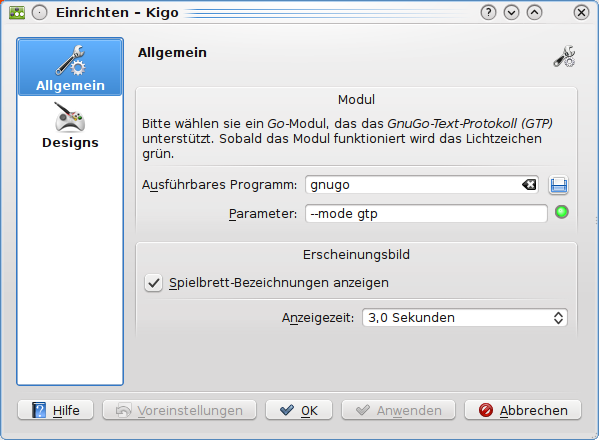 Einrichten – Kigo
Allgemein
Allgemein
Designs
Modul
Bitte wählen sie ein Go-Modul, das das GnuGo-Text-Protokoll (GTP)
unterstützt. Sobald das Modul funktioniert wird das Lichtzeichen
grün.
Ausführbares Programm: gnugo
Parameter: --mode gtp
Erscheinungsbild
Spielbrett-Bezeichnungen anzeigen
Anzeigezeit: 3,0 Sekunden
Hilfe Voreinstellungen OK Anwenden Abbrechen